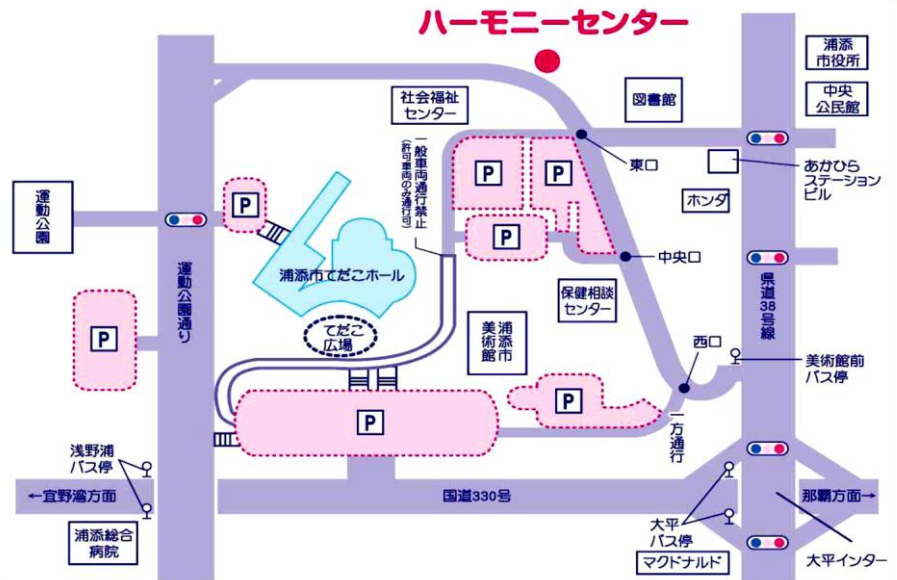 ハーモニーセンター
浦添
市役所
中央
公民館
図書館
社会福祉
センター
一般車両通行禁止
(許可車両のみ通行可)
東口
あかひら
ステーション
ビル
ホンダ
P
P
P
P
運動公園
運動公園通り
浦添市てだこホール
中央口
保健相談
センター
県道38号線
てだこ
広場
浦添市
美術館
西口
美術館前
バス停
P
P
P
一方通行
浅野浦
バス停
←宜野湾方面
国道330号
那覇方面→
浦添総合
病院
大平
バス停
マクドナルド
大平インター